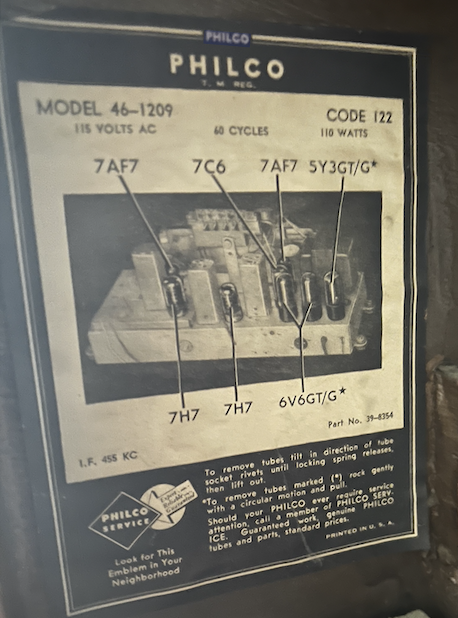 PHILCO
PHILCO
T. M. REG.
MODEL 46-1209 CODE 122
115 VOLTS AC 60 CYCLES 110 WATTS
7AF7 7C6 7AF7 5Y3GT/G*
7H7 7H7 6V6GT/G*
Part No. 39-8354
I.F. 455 KC
To remove tubes tilt in direction of tube
socket rivets until locking spring releases,
then lift out.
*To remove tubes marked (*) rock gently
with a circular motion and pull.
Should your PHILCO ever require service
attention, call a member of PHILCO SERV-
ICE. Guaranteed work, genuine PHILCO
tubes and parts, standard prices.
PRINTED IN U. S. A.
PHILCO
SERVICE
Look for This
Emblem in Your
Neighborhood